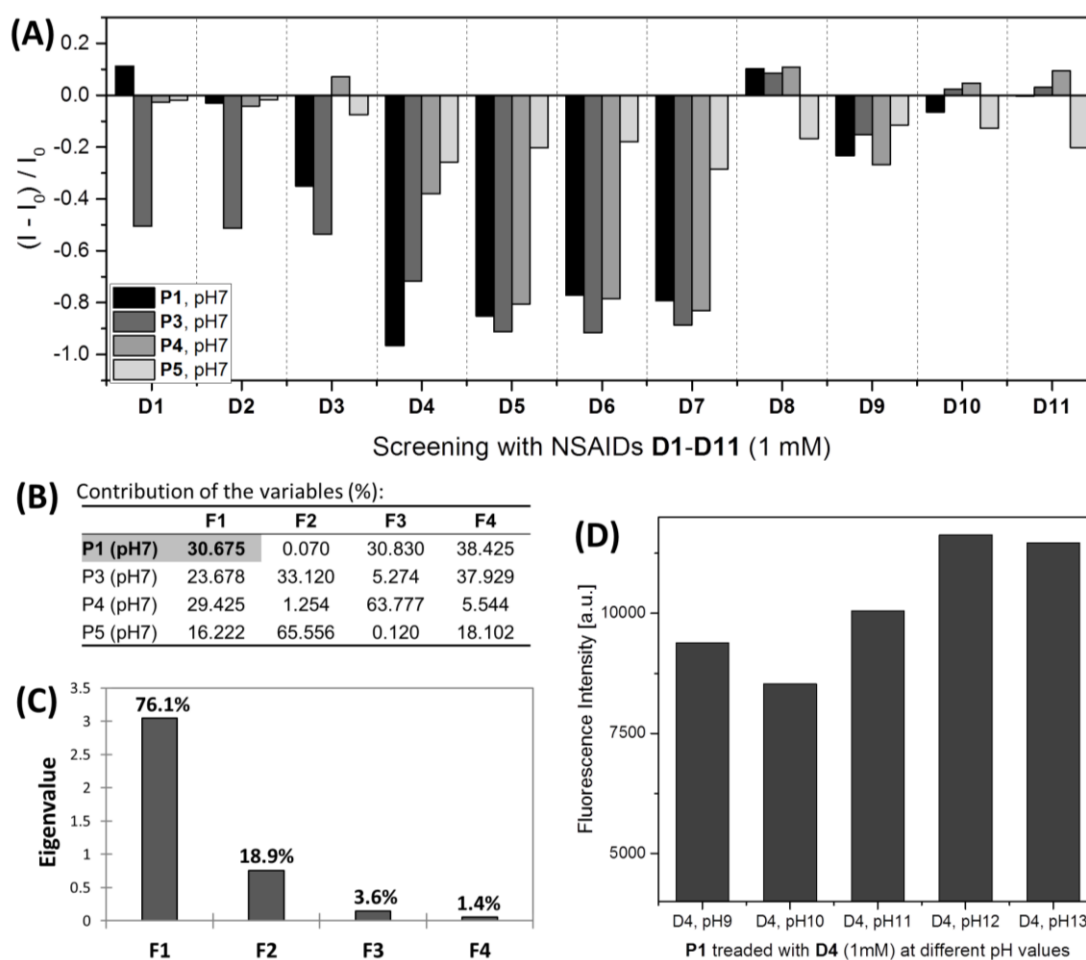 (A)
0.2
0.0
-0.2
-0.4
-0.6
-0.8
-1.0
(I - I₀) / I₀
P1, pH7
P3, pH7
P4, pH7
P5, pH7
D1 D2 D3 D4 D5 D6 D7 D8 D9 D10 D11
Screening with NSAIDs D1-D11 (1 mM)
(B) Contribution of the variables (%):
F1 F2 F3 F4
P1 (pH7) 30.675 0.070 30.830 38.425
P3 (pH7) 23.678 33.120 5.274 37.929
P4 (pH7) 29.425 1.254 63.777 5.544
P5 (pH7) 16.222 65.556 0.120 18.102
(C)
3.5
3
2.5
2
1.5
1
0.5
0
Eigenvalue
76.1%
18.9%
3.6%
1.4%
F1 F2 F3 F4
(D)
10000
7500
5000
Fluorescence Intensity [a.u.]
D4, pH9 D4, pH10 D4, pH11 D4, pH12 D4, pH13
P1 treaded with D4 (1mM) at different pH values